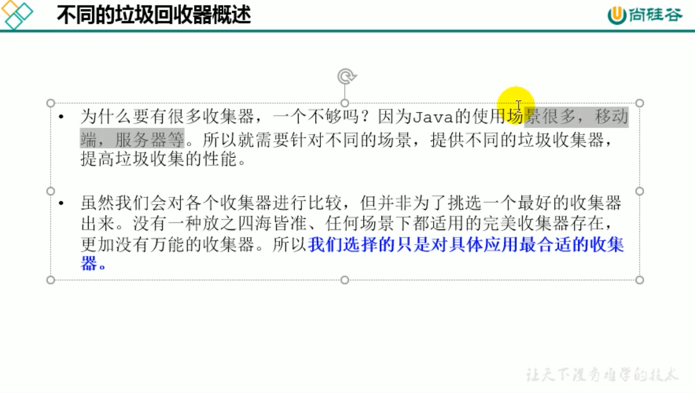 不同的垃圾回收器概述
尚硅谷
• 为什么要有很多收集器，一个不够吗？因为Java的使用场景很多，移动
端，服务器等。所以就需要针对不同的场景，提供不同的垃圾收集器，
提高垃圾收集的性能。
• 虽然我们会对各个收集器进行比较，但并非为了挑选一个最好的收集器
出来。没有一种放之四海皆准、任何场景下都适用的完美收集器存在，
更加没有万能的收集器。所以我们选择的只是对具体应用最合适的收集
器。
让天下没有难学的技术